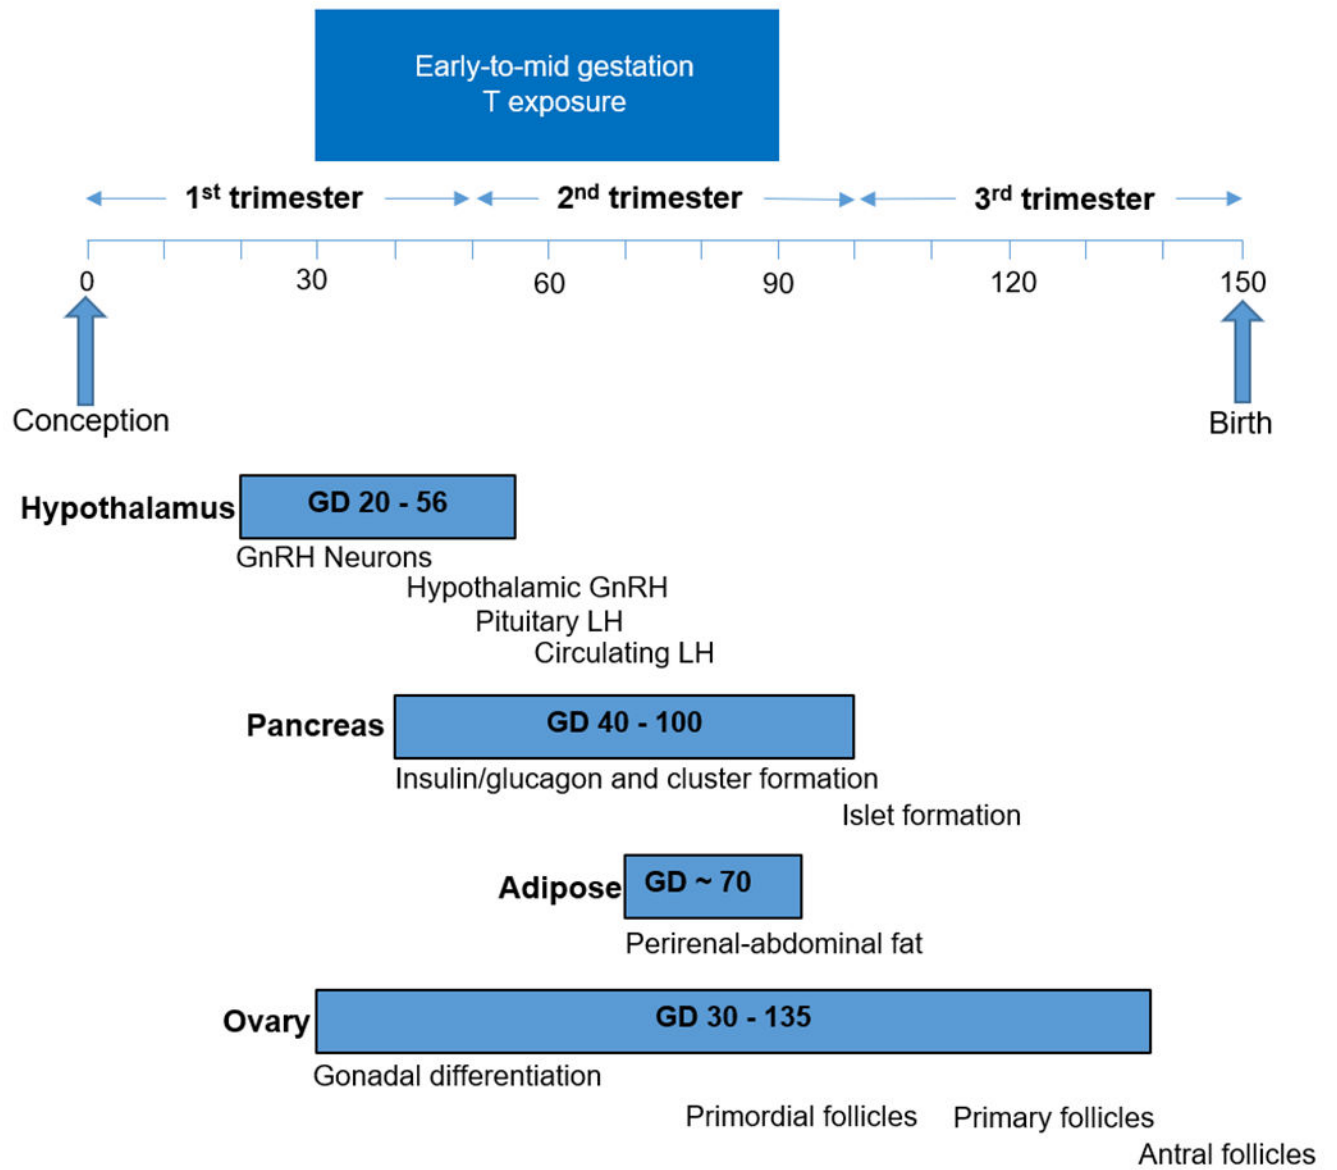 Early-to-mid gestation
T exposure
1st trimester
2nd trimester
3rd trimester
0
30
60
90
120
150
Conception
Birth
Hypothalamus
GD 20 - 56
GnRH Neurons
Hypothalamic GnRH
Pituitary LH
Circulating LH
Pancreas
GD 40 - 100
Insulin/glucagon and cluster formation
Islet formation
Adipose
GD ~ 70
Perirenal-abdominal fat
Ovary
GD 30 - 135
Gonadal differentiation
Primordial follicles
Primary follicles
Antral follicles